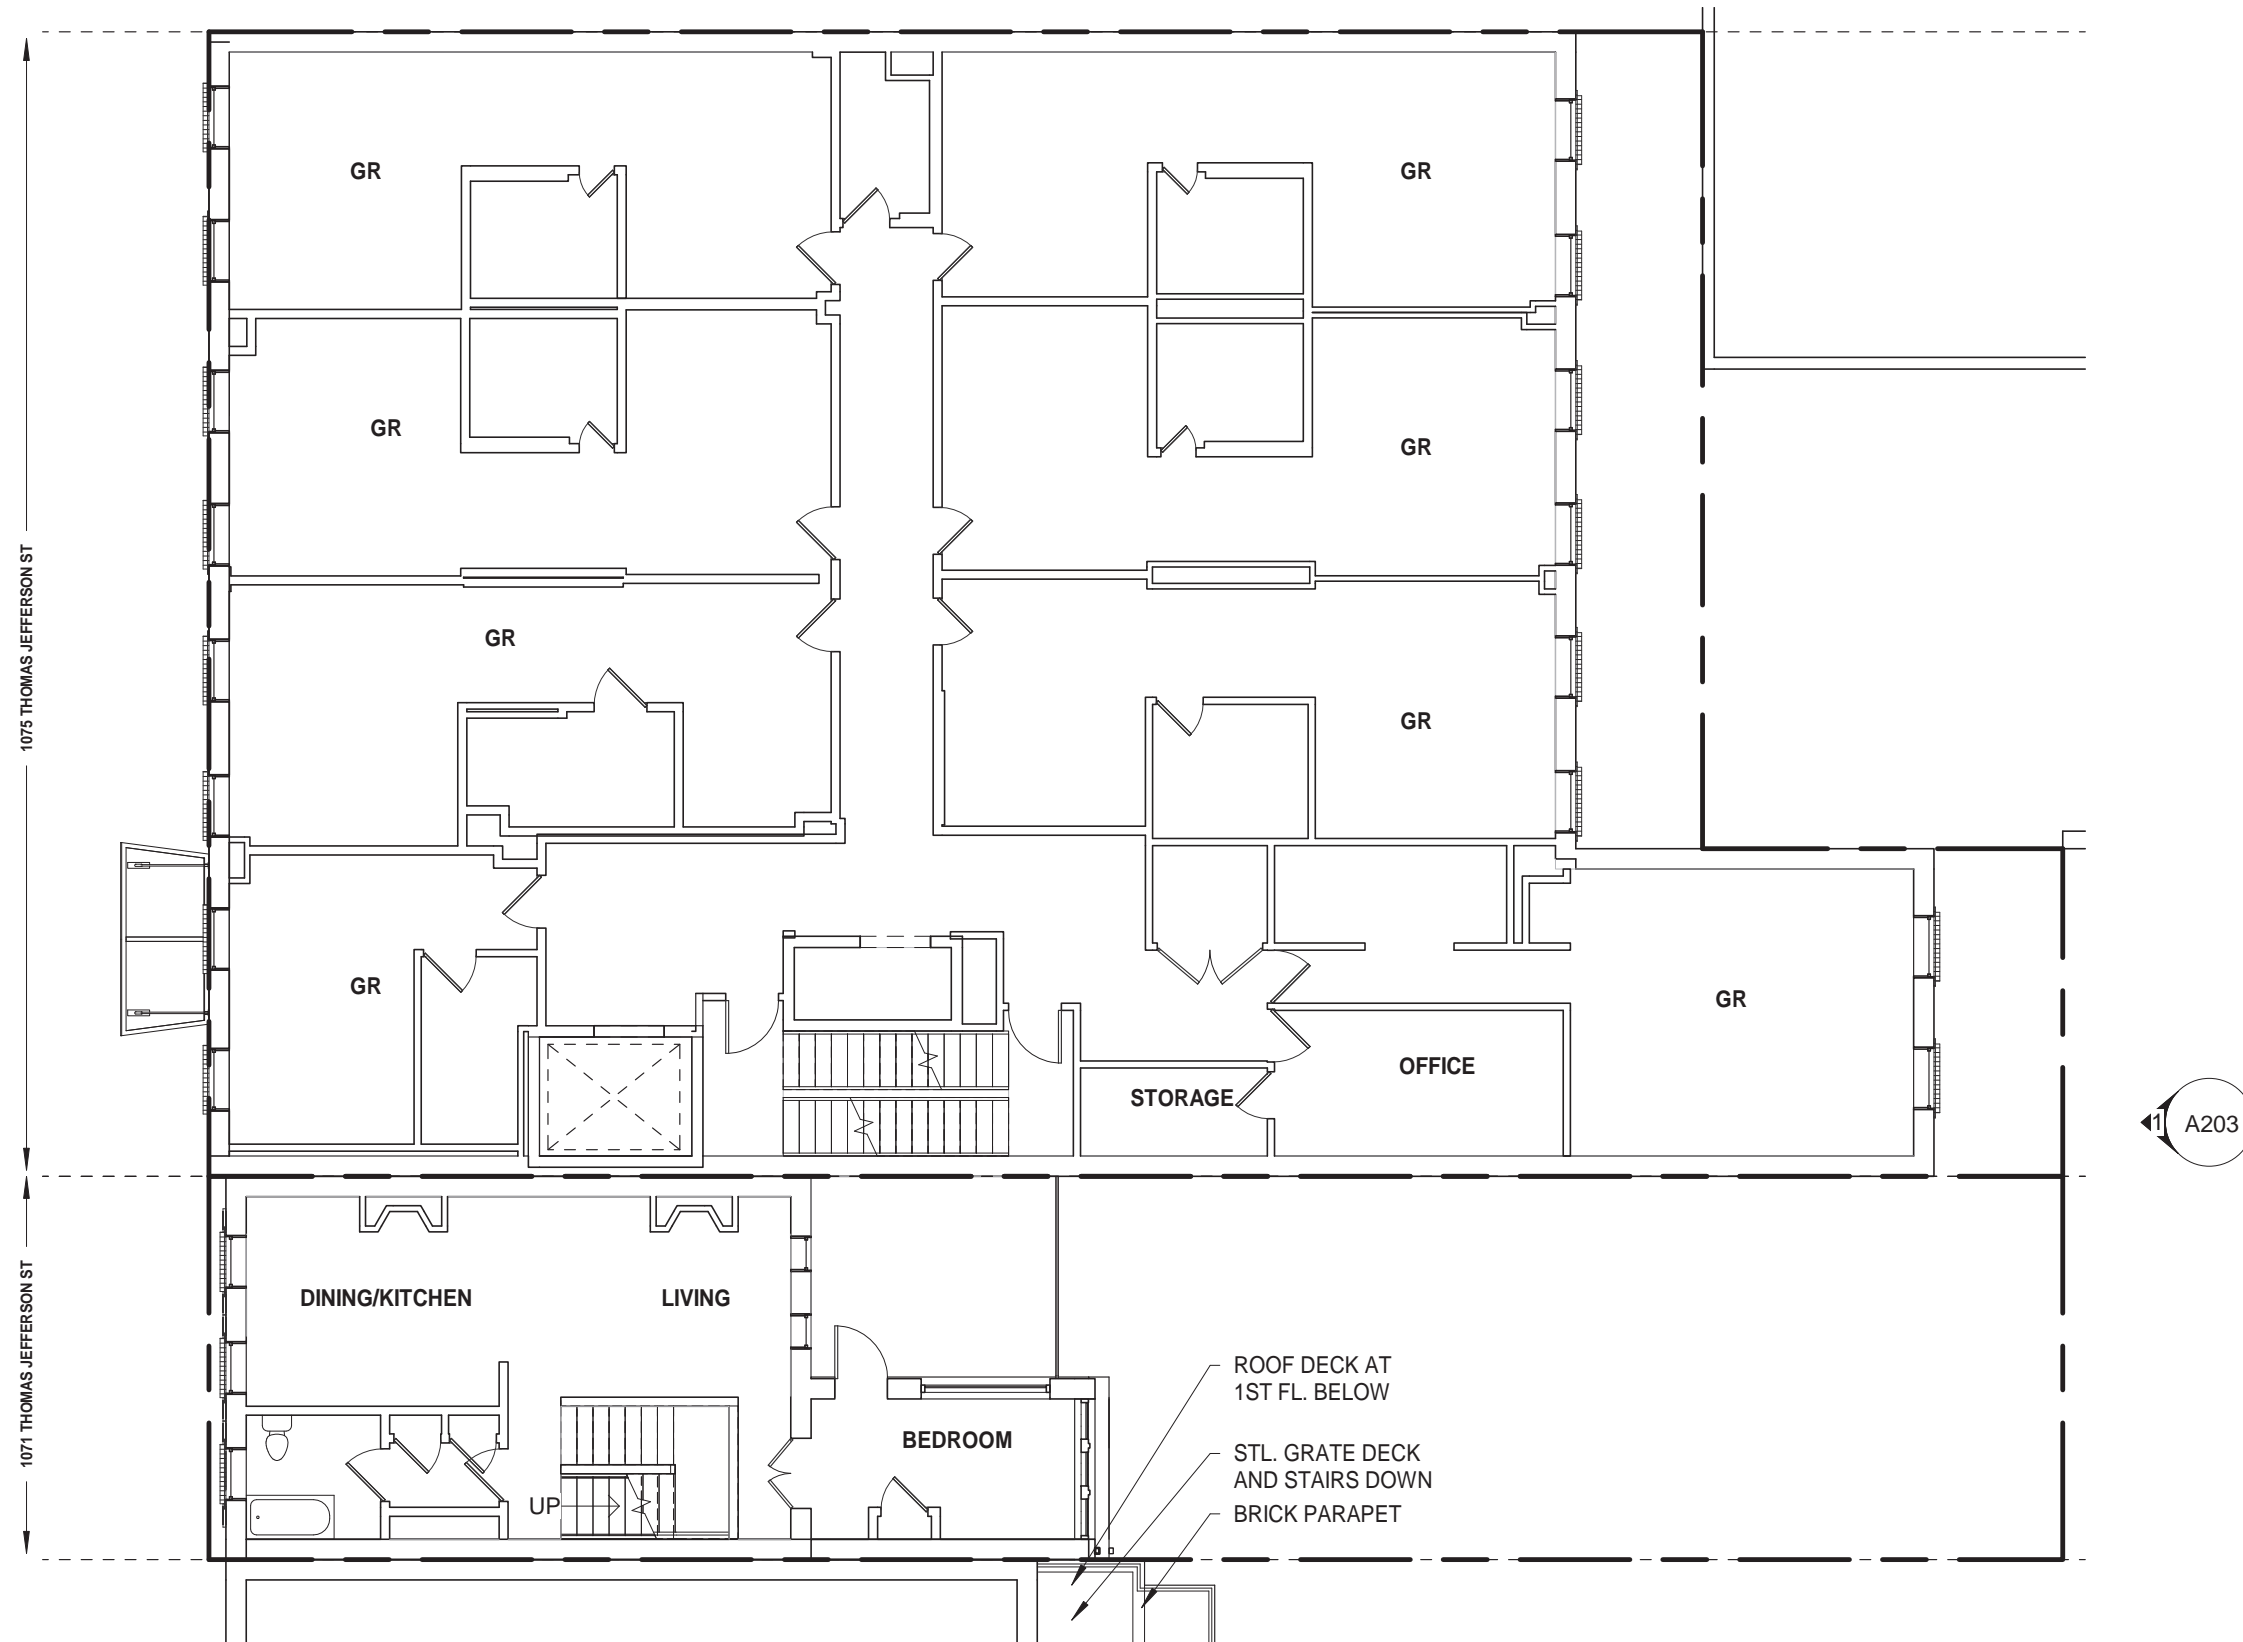 GR
GR
GR
GR
GR
GR
GR
GR
OFFICE
STORAGE
1075 THOMAS JEFFERSON ST
1
A203
DINING/KITCHEN
LIVING
BEDROOM
UP
1071 THOMAS JEFFERSON ST
ROOF DECK AT
1ST FL. BELOW
STL. GRATE DECK
AND STAIRS DOWN
BRICK PARAPET